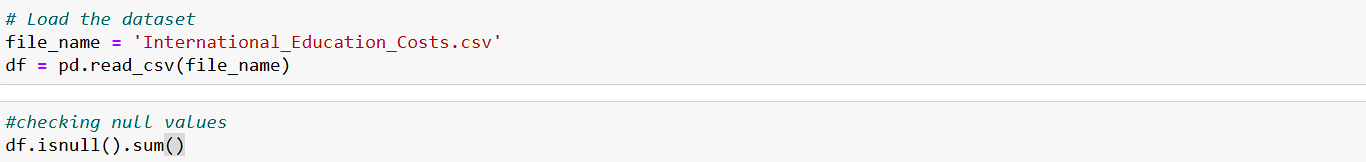 # Load the dataset
file_name = 'International_Education_Costs.csv'
df = pd.read_csv(file_name)
#checking null values
df.isnull().sum()